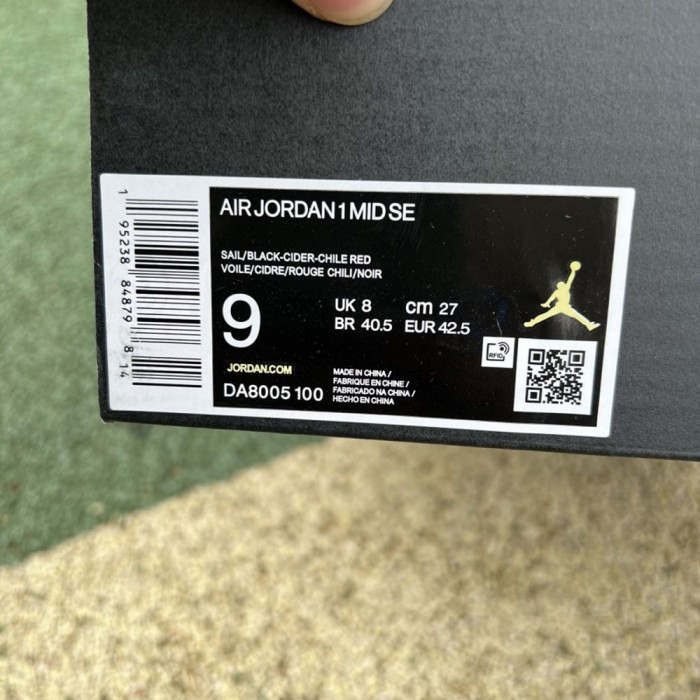 AIR JORDAN 1 MID SE
SAIL/BLACK-CIDER-CHILE RED
VOILE/CIDRE/ROUGE CHILI/NOIR
9
UK 8 cm 27
BR 40.5 EUR 42.5
RFID
JORDAN.COM
DA8005 100
MADE IN CHINA /
FABRIQUE EN CHINE /
FABRICADO NA CHINA /
HECHO EN CHINA
1 95238 84879 8 14